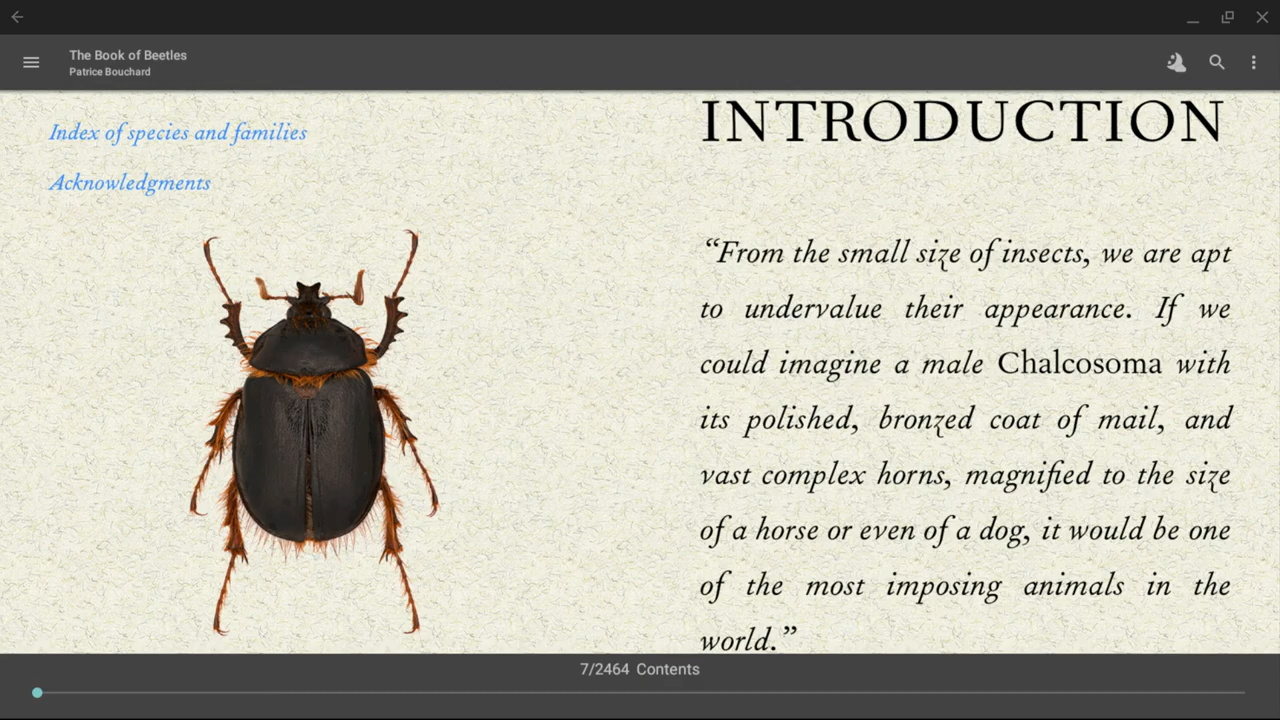 The Book of Beetles
Patrice Bouchard
Index of species and families
Acknowledgments
INTRODUCTION
“From the small size of insects, we are apt
to undervalue their appearance. If we
could imagine a male Chalcosoma with
its polished, bronzed coat of mail, and
vast complex horns, magnified to the size
of a horse or even of a dog, it would be one
of the most imposing animals in the
world.”
7/2464 Contents